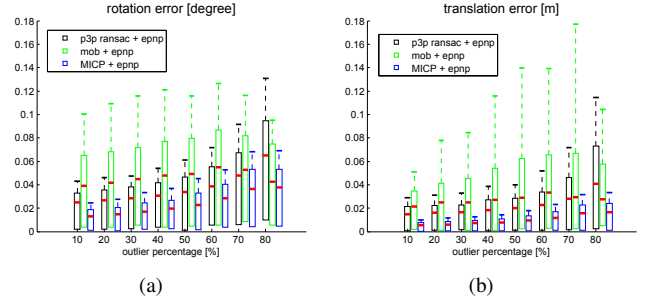 rotation error [degree]
0.18
0.16
0.14
0.12
0.1
0.08
0.06
0.04
0.02
0
p3p ransac + epnp
mob + epnp
MICP + epnp
10 20 30 40 50 60 70 80
outlier percentage [%]
(a)
translation error [m]
0.18
0.16
0.14
0.12
0.1
0.08
0.06
0.04
0.02
0
p3p ransac + epnp
mob + epnp
MICP + epnp
10 20 30 40 50 60 70 80
outlier percentage [%]
(b)